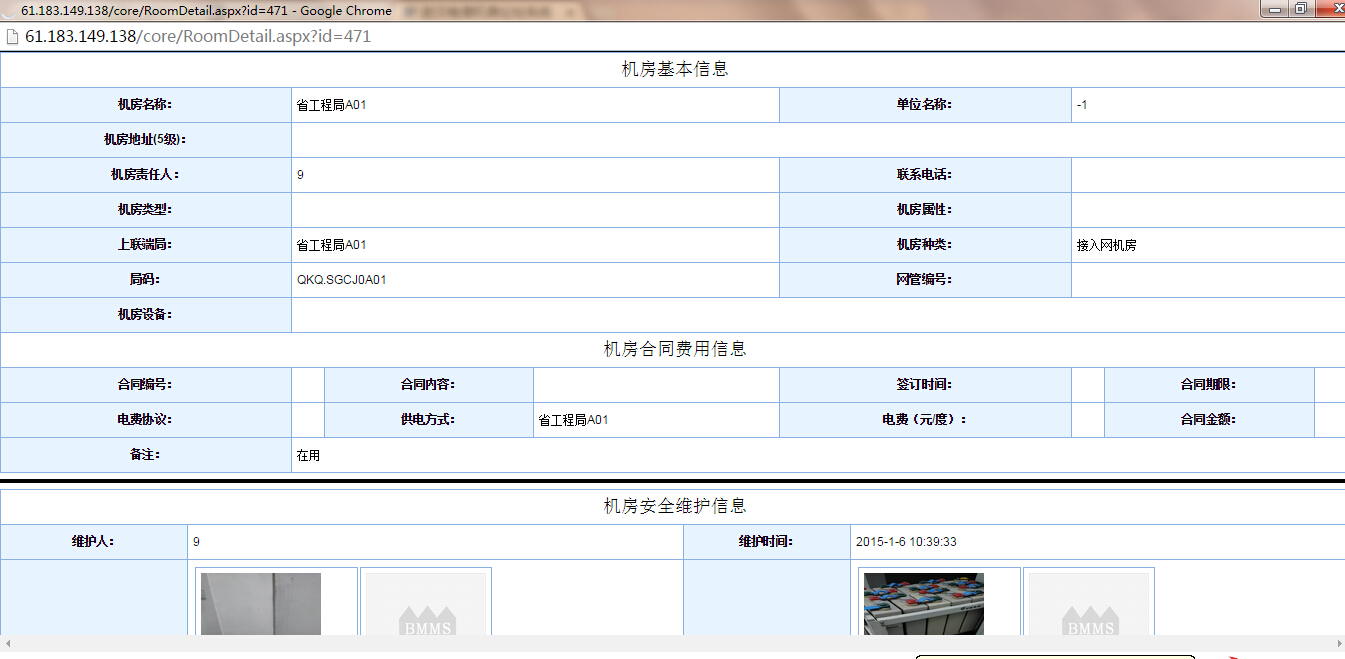 61.183.149.138/core/RoomDetail.aspx?id=471 - Google Chrome
61.183.149.138/core/RoomDetail.aspx?id=471
机房基本信息
机房名称: 省工程局A01 单位名称: -1
机房地址(5级):
机房责任人: 9 联系电话:
机房类型: 机房属性:
上联端局: 省工程局A01 机房种类: 接入网机房
局码: QKQ.SGCJ0A01 网管编号:
机房设备:
机房合同费用信息
合同编号: 合同内容: 签订时间: 合同期限:
电费协议: 供电方式: 省工程局A01 电费（元/度）: 合同金额:
备注: 在用
机房安全维护信息
维护人: 9 维护时间: 2015-1-6 10:39:33
BMMS BMMS